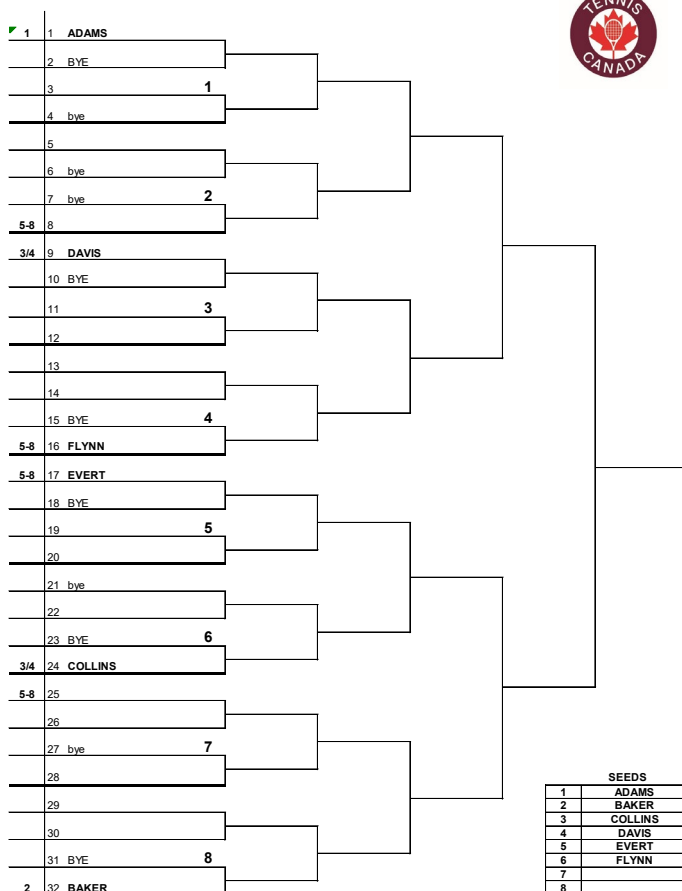 TENNIS
CANADA
1 1 ADAMS
2 BYE
3 1
4 bye
5
6 bye
7 bye 2
5-8 8
3/4 9 DAVIS
10 BYE
11 3
12
13
14
15 BYE 4
5-8 16 FLYNN
5-8 17 EVERT
18 BYE
19 5
20
21 bye
22
23 BYE 6
3/4 24 COLLINS
5-8 25
26
27 bye 7
28
29
30
31 BYE 8
2 32 BAKER
SEEDS
1 ADAMS
2 BAKER
3 COLLINS
4 DAVIS
5 EVERT
6 FLYNN
7
8